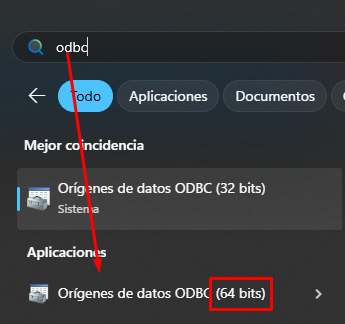 odbc
Todo
Aplicaciones
Documentos
Mejor coincidencia
Orígenes de datos ODBC (32 bits)
Sistema
Aplicaciones
Orígenes de datos ODBC (64 bits)